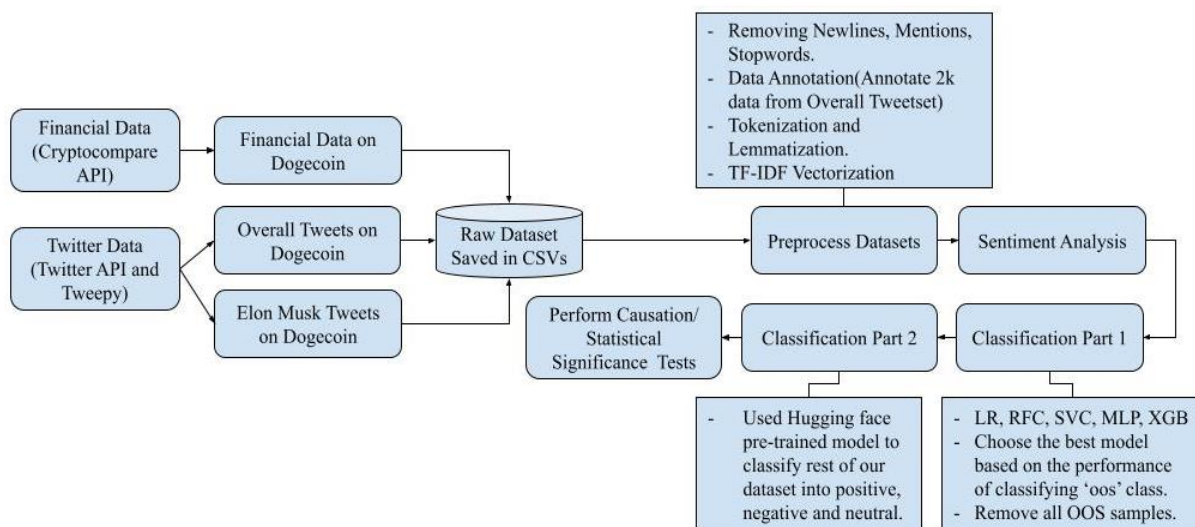 - Removing Newlines, Mentions,
Stopwords.
- Data Annotation(Annotate 2k
data from Overall Tweetset)
- Tokenization and
Lemmatization.
- TF-IDF Vectorization
Financial Data
(Cryptocompare
API)
Financial Data on
Dogecoin
Twitter Data
(Twitter API and
Tweepy)
Overall Tweets on
Dogecoin
Elon Musk Tweets
on Dogecoin
Raw Dataset
Saved in CSVs
Preprocess Datasets
Sentiment Analysis
Perform Causation/
Statistical
Significance Tests
Classification Part 2
Classification Part 1
- Used Hugging face
pre-trained model to
classify rest of our
dataset into positive,
negative and neutral.
- LR, RFC, SVC, MLP, XGB
- Choose the best model
based on the performance
of classifying ‘oos’ class.
- Remove all OOS samples.